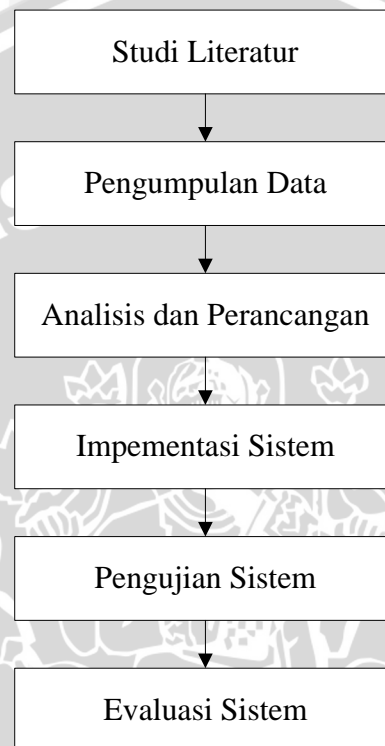 Studi Literatur
Pengumpulan Data
Analisis dan Perancangan
Impementasi Sistem
Pengujian Sistem
Evaluasi Sistem